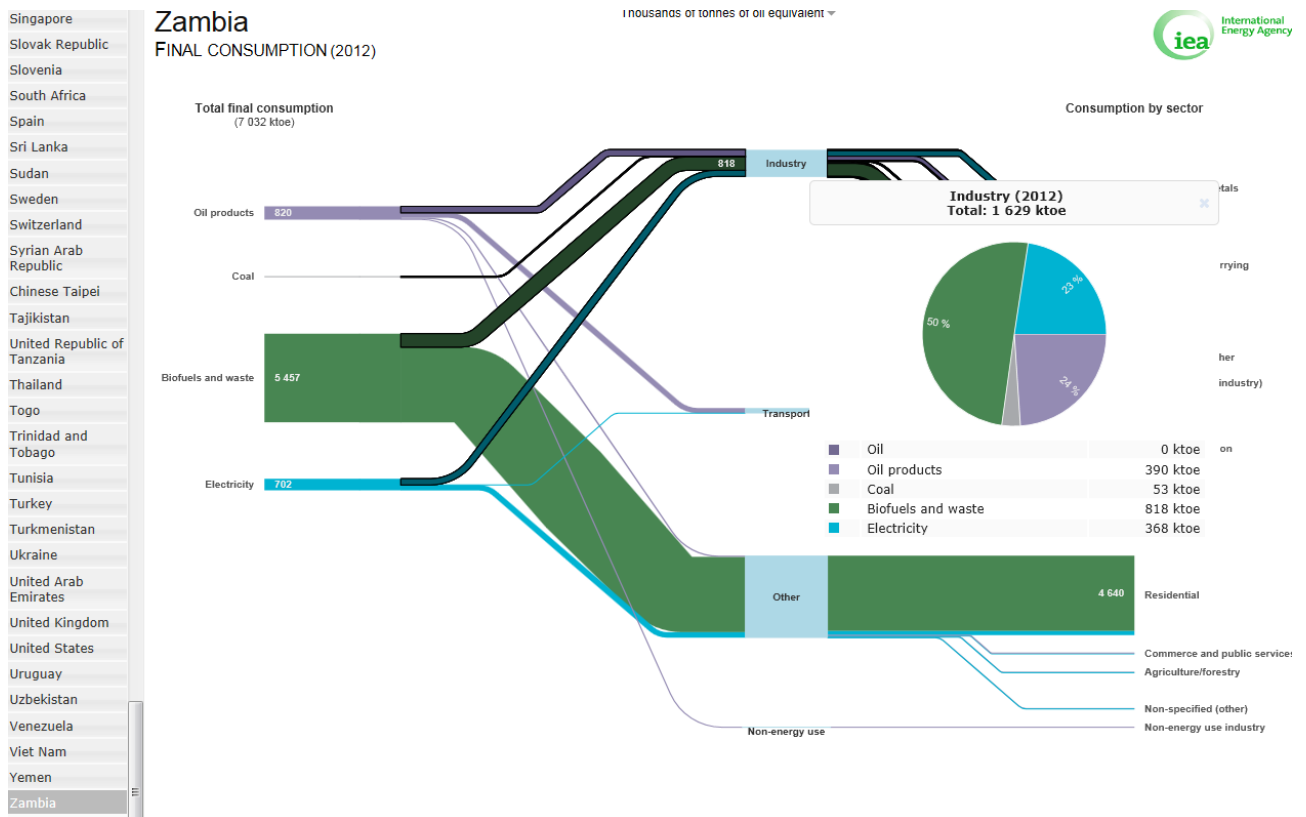 Singapore
Slovak Republic
Slovenia
South Africa
Spain
Sri Lanka
Sudan
Sweden
Switzerland
Syrian Arab
Republic
Chinese Taipei
Tajikistan
United Republic of
Tanzania
Thailand
Togo
Trinidad and
Tobago
Tunisia
Turkey
Turkmenistan
Ukraine
United Arab
Emirates
United Kingdom
United States
Uruguay
Uzbekistan
Venezuela
Viet Nam
Yemen
Zambia
Zambia
FINAL CONSUMPTION (2012)
Thousands of tonnes of oil equivalent
iea
International
Energy Agency
Total final consumption
(7 032 ktoe)
Consumption by sector
Oil products
820
Coal
Biofuels and waste
5 457
Electricity
702
818
Industry
Transport
Other
Non-energy use
Industry (2012)
Total: 1 629 ktoe
etals
rrying
her
industry)
on
23 %
50 %
24 %
Oil 0 ktoe
Oil products 390 ktoe
Coal 53 ktoe
Biofuels and waste 818 ktoe
Electricity 368 ktoe
4 640
Residential
Commerce and public services
Agriculture/forestry
Non-specified (other)
Non-energy use industry